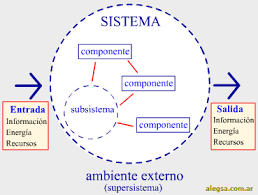 SISTEMA
componente
componente
subsistema
componente
Entrada
Información
Energía
Recursos
Salida
Información
Energía
Recursos
ambiente externo
(supersistema)
alegsa.com.ar